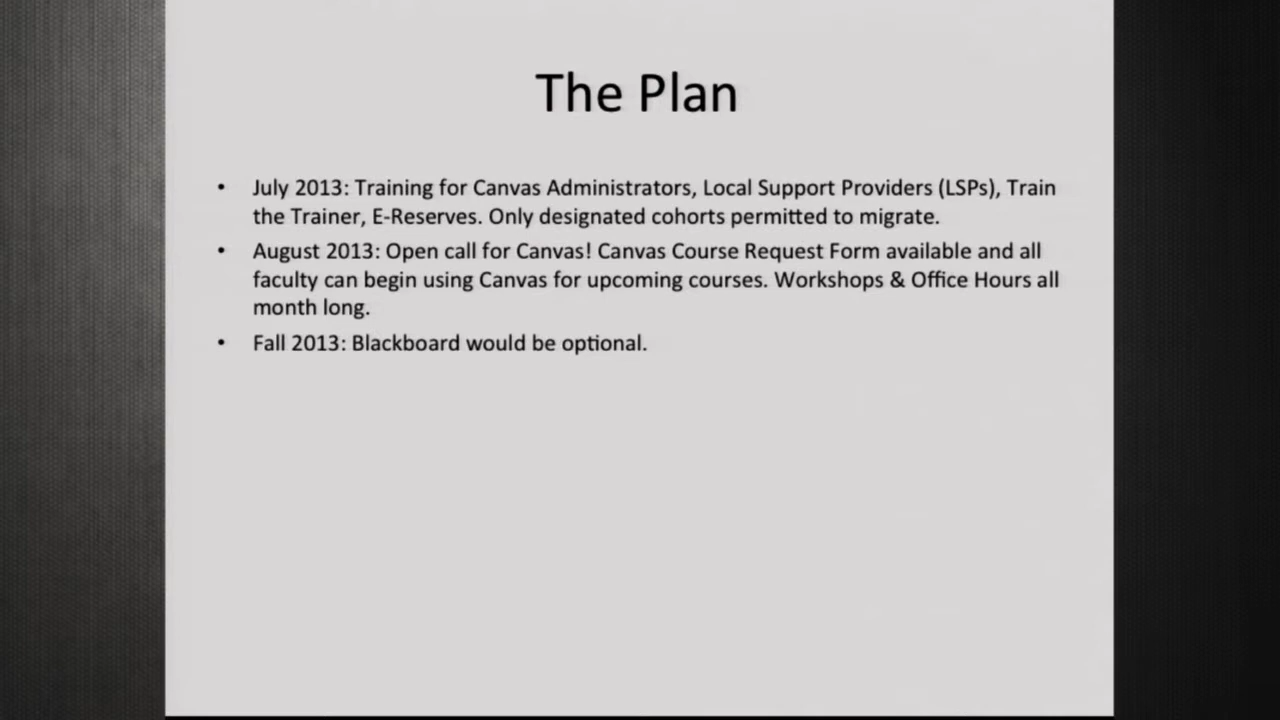 The Plan
• July 2013: Training for Canvas Administrators, Local Support Providers (LSPs), Train
the Trainer, E-Reserves. Only designated cohorts permitted to migrate.
• August 2013: Open call for Canvas! Canvas Course Request Form available and all
faculty can begin using Canvas for upcoming courses. Workshops & Office Hours all
month long.
• Fall 2013: Blackboard would be optional.